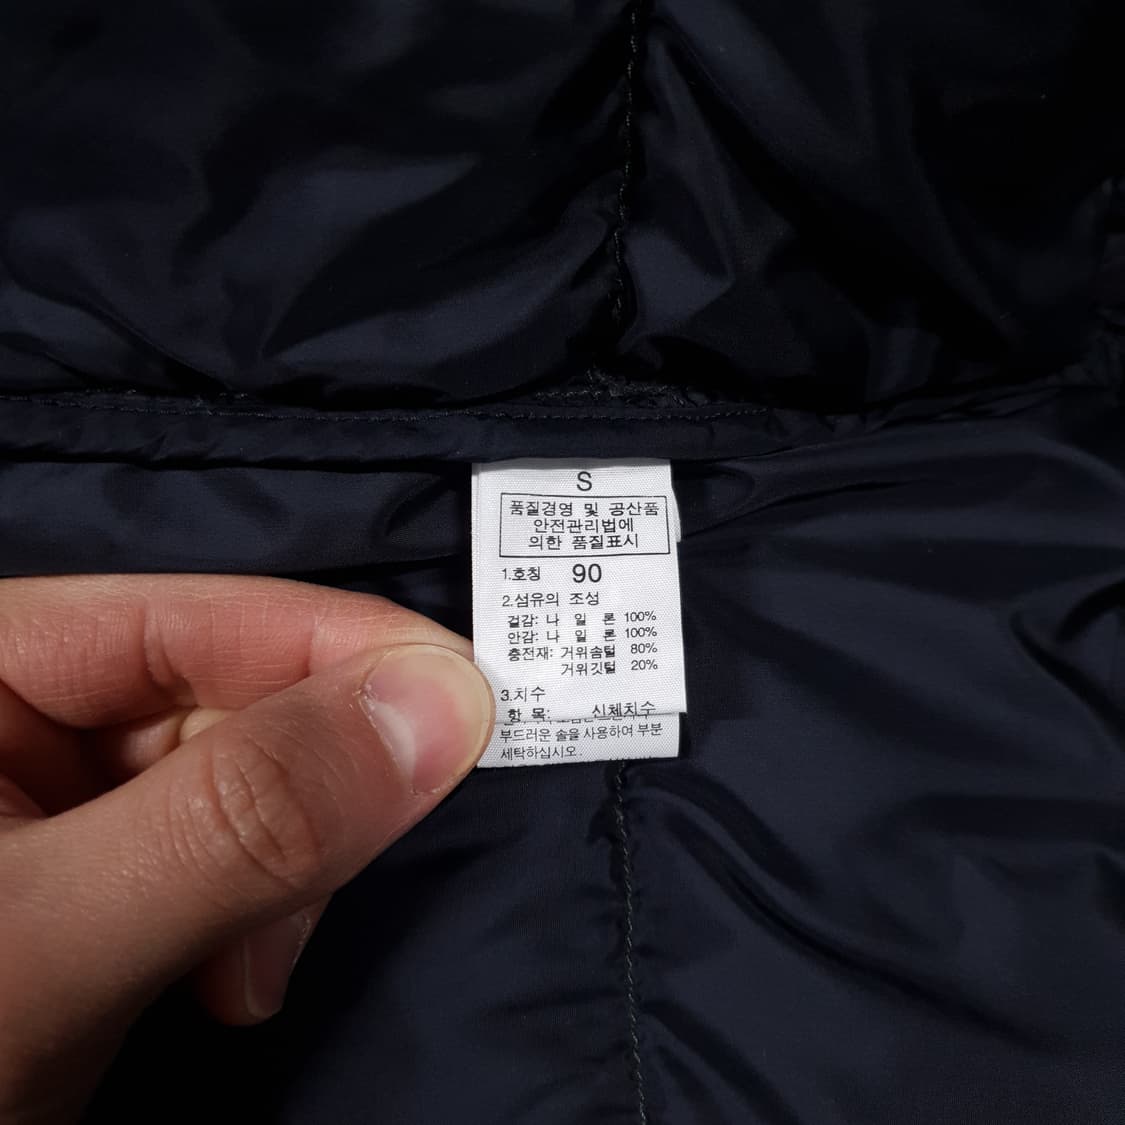 S
품질경영 및 공산품
안전관리법에
의한 품질표시
1.호칭 90
2.섬유의 조성
겉감: 나 일 론 100%
안감: 나 일 론 100%
충전재: 거위솜털 80%
거위깃털 20%
3.치수
항 목: 신체치수
부드러운 솔을 사용하여 부분
세탁하십시오.